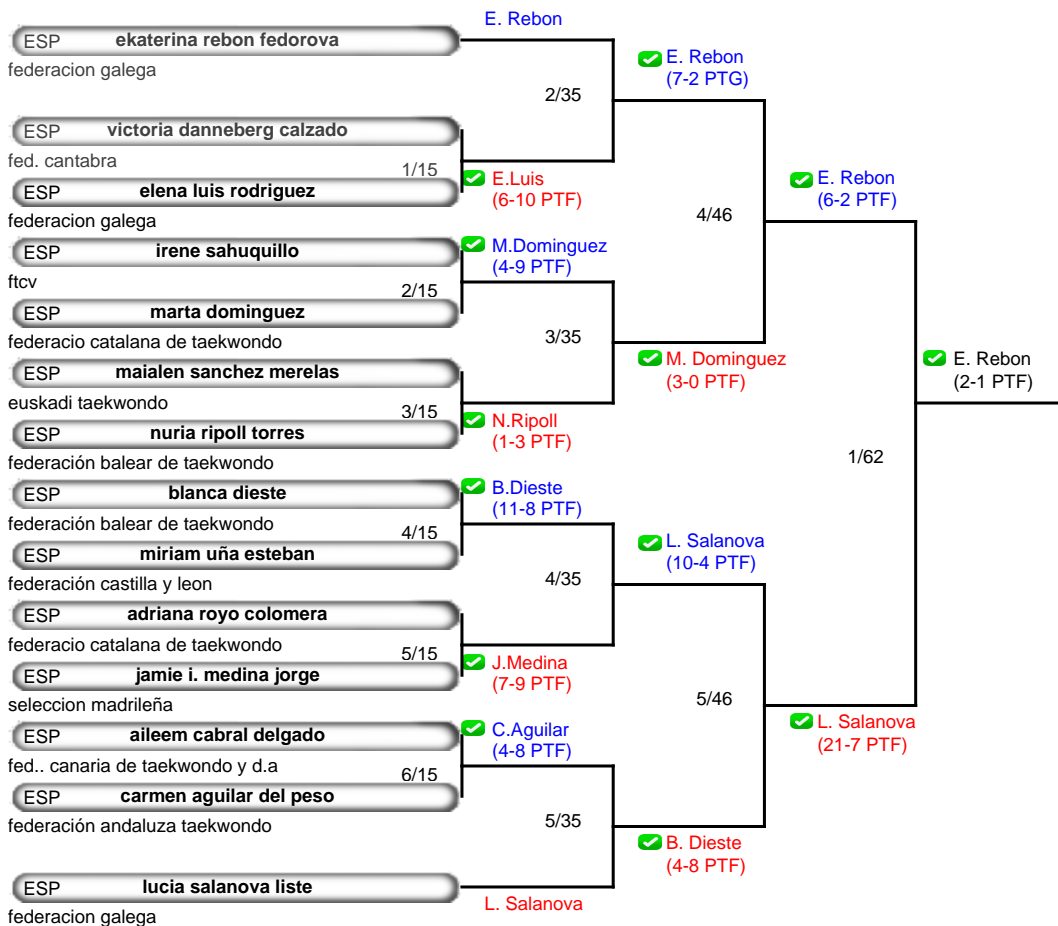 E. Rebon
ESP ekaterina rebon fedorova
federacion galega
E. Rebon
(7-2 PTG)
2/35
ESP victoria danneberg calzado
fed. cantabra
1/15
E.Luis
(6-10 PTF)
ESP elena luis rodriguez
federacion galega
E. Rebon
(6-2 PTF)
4/46
ESP irene sahuquillo
M.Dominguez
(4-9 PTF)
ftcv
2/15
ESP marta dominguez
federacio catalana de taekwondo
3/35
M. Dominguez
(3-0 PTF)
ESP maialen sanchez merelas
euskadi taekwondo
3/15
N.Ripoll
(1-3 PTF)
ESP nuria ripoll torres
federación balear de taekwondo
E. Rebon
(2-1 PTF)
1/62
ESP blanca dieste
B.Dieste
(11-8 PTF)
federación balear de taekwondo
4/15
ESP miriam uña esteban
federación castilla y leon
L. Salanova
(10-4 PTF)
4/35
ESP adriana royo colomera
federacio catalana de taekwondo
5/15
J.Medina
(7-9 PTF)
ESP jamie i. medina jorge
seleccion madrileña
5/46
L. Salanova
(21-7 PTF)
ESP aileem cabral delgado
C.Aguilar
(4-8 PTF)
fed.. canaria de taekwondo y d.a
6/15
ESP carmen aguilar del peso
federación andaluza taekwondo
5/35
B. Dieste
(4-8 PTF)
ESP lucia salanova liste
L. Salanova
federacion galega